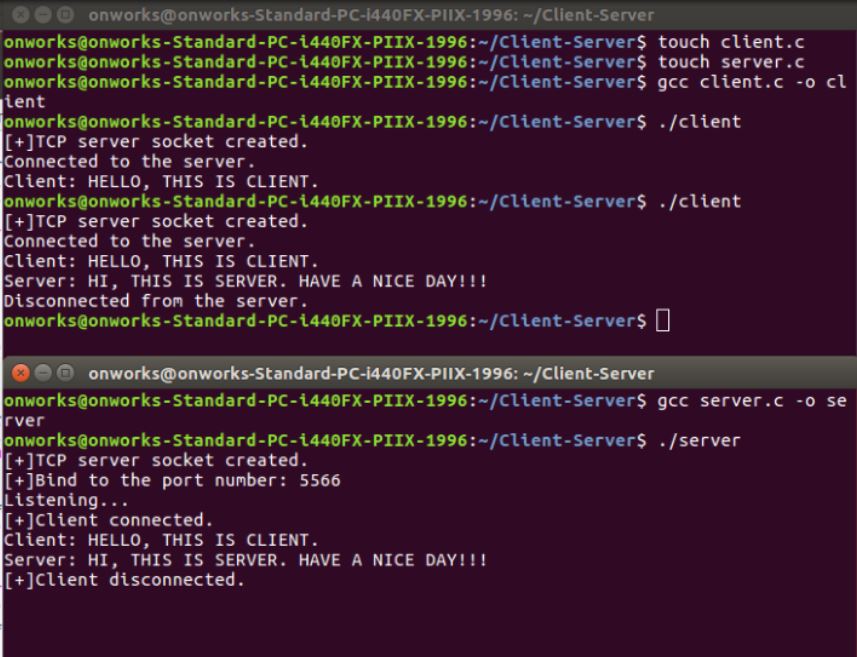 onworks@onworks-Standard-PC-i440FX-PIIX-1996: ~/Client-Server
onworks@onworks-Standard-PC-i440FX-PIIX-1996:~/Client-Server$ touch client.c
onworks@onworks-Standard-PC-i440FX-PIIX-1996:~/Client-Server$ touch server.c
onworks@onworks-Standard-PC-i440FX-PIIX-1996:~/Client-Server$ gcc client.c -o cl
ient
onworks@onworks-Standard-PC-i440FX-PIIX-1996:~/Client-Server$ ./client
[+]TCP server socket created.
Connected to the server.
Client: HELLO, THIS IS CLIENT.
onworks@onworks-Standard-PC-i440FX-PIIX-1996:~/Client-Server$ ./client
[+]TCP server socket created.
Connected to the server.
Client: HELLO, THIS IS CLIENT.
Server: HI, THIS IS SERVER. HAVE A NICE DAY!!!
Disconnected from the server.
onworks@onworks-Standard-PC-i440FX-PIIX-1996:~/Client-Server$
onworks@onworks-Standard-PC-i440FX-PIIX-1996: ~/Client-Server
onworks@onworks-Standard-PC-i440FX-PIIX-1996:~/Client-Server$ gcc server.c -o se
rver
onworks@onworks-Standard-PC-i440FX-PIIX-1996:~/Client-Server$ ./server
[+]TCP server socket created.
[+]Bind to the port number: 5566
Listening...
[+]Client connected.
Client: HELLO, THIS IS CLIENT.
Server: HI, THIS IS SERVER. HAVE A NICE DAY!!!
[+]Client disconnected.